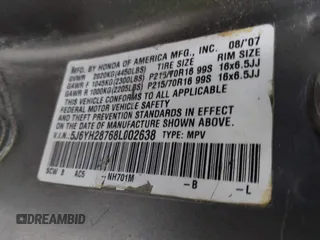 MFD. BY HONDA OF AMERICA MFG., INC. 08/'07
GVWR 2020KG(4450LBS) TIRE SIZE RIM SIZE
GAWR F 1045KG(2300LBS) P215/70R16 99S 16x6.5JJ
GAWR R 1000KG(2205LBS) P215/70R16 99S 16x6.5JJ
THIS VEHICLE CONFORMS TO ALL APPLICABLE
FEDERAL MOTOR VEHICLE SAFETY STANDARDS
IN EFFECT ON THE DATE OF
MANUFACTURE SHOWN ABOVE.
V.I.N. 5J6YH28768L002638 TYPE: MPV
SCW 3 AC5 NH701M -B -L
DREAMBID